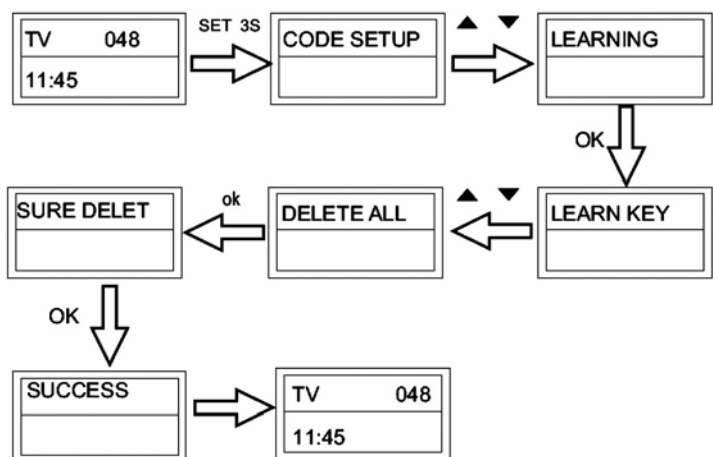 TV 048
11:45
SET 3S
CODE SETUP
▲ ▼
LEARNING
OK
LEARN KEY
▲ ▼
DELETE ALL
ok
SURE DELET
OK
SUCCESS
TV 048
11:45